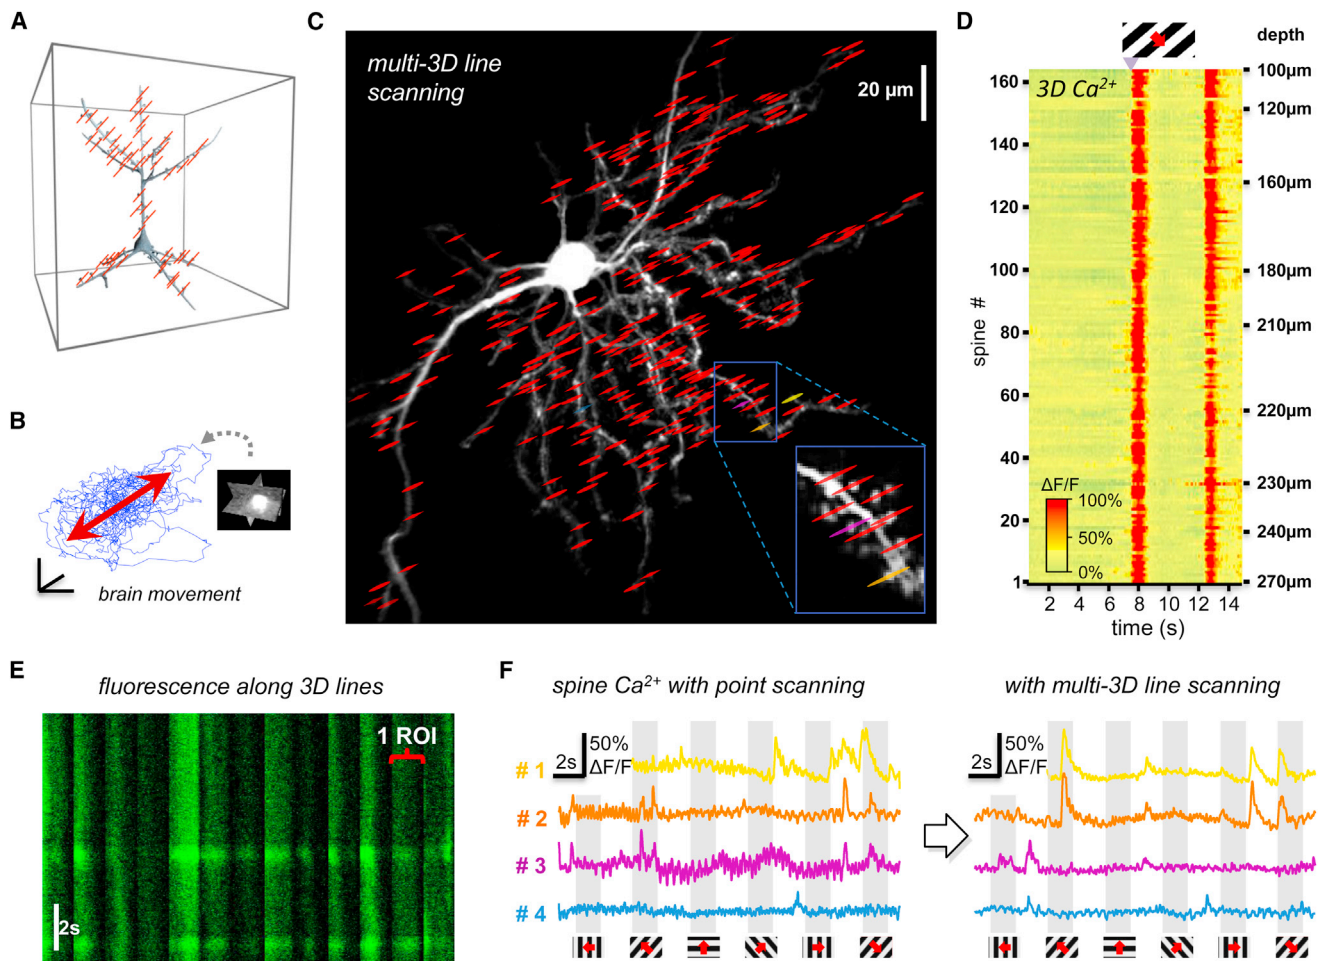 A
C
multi-3D line
scanning
20 µm
D
depth
3D Ca2+
160
140
120
100
80
60
40
20
1
spine #
100µm
120µm
160µm
180µm
210µm
220µm
230µm
240µm
270µm
ΔF/F
100%
50%
0%
2 4 6 8 10 12 14
time (s)
B
brain movement
E
fluorescence along 3D lines
1 ROI
2s
F
spine Ca2+ with point scanning
with multi-3D line scanning
50%
2s ΔF/F
50%
2s ΔF/F
# 1
# 2
# 3
# 4